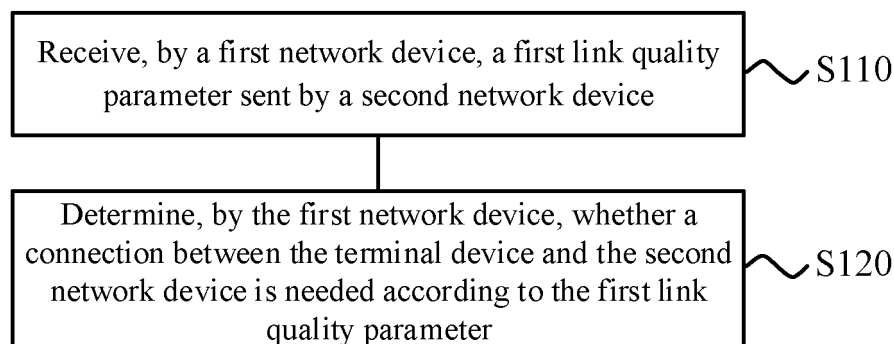 Receive, by a first network device, a first link quality
parameter sent by a second network device
S110
Determine, by the first network device, whether a
connection between the terminal device and the second
network device is needed according to the first link
quality parameter
S120